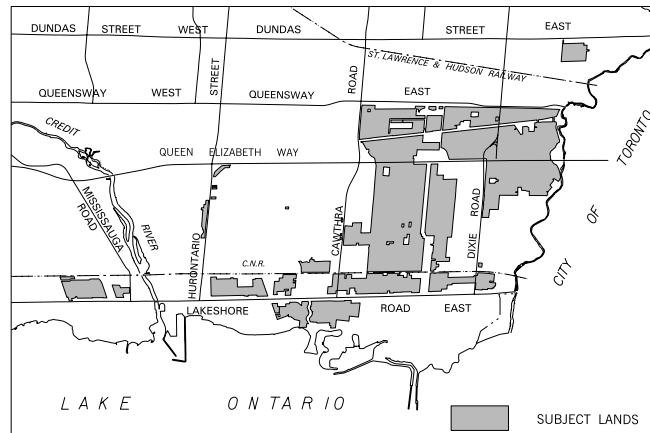 DUNDAS STREET WEST DUNDAS STREET EAST
ST. LAWRENCE & HUDSON RAILWAY
STREET
ROAD
QUEENSWAY WEST QUEENSWAY EAST
CREDIT
RIVER
TORONTO
QUEEN ELIZABETH WAY
MISSISSAUGA
ROAD
HURONTARIO
CAWTHRA
DIXIE ROAD
CITY OF
C.N.R.
LAKESHORE ROAD EAST
LAKE ONTARIO
SUBJECT LANDS